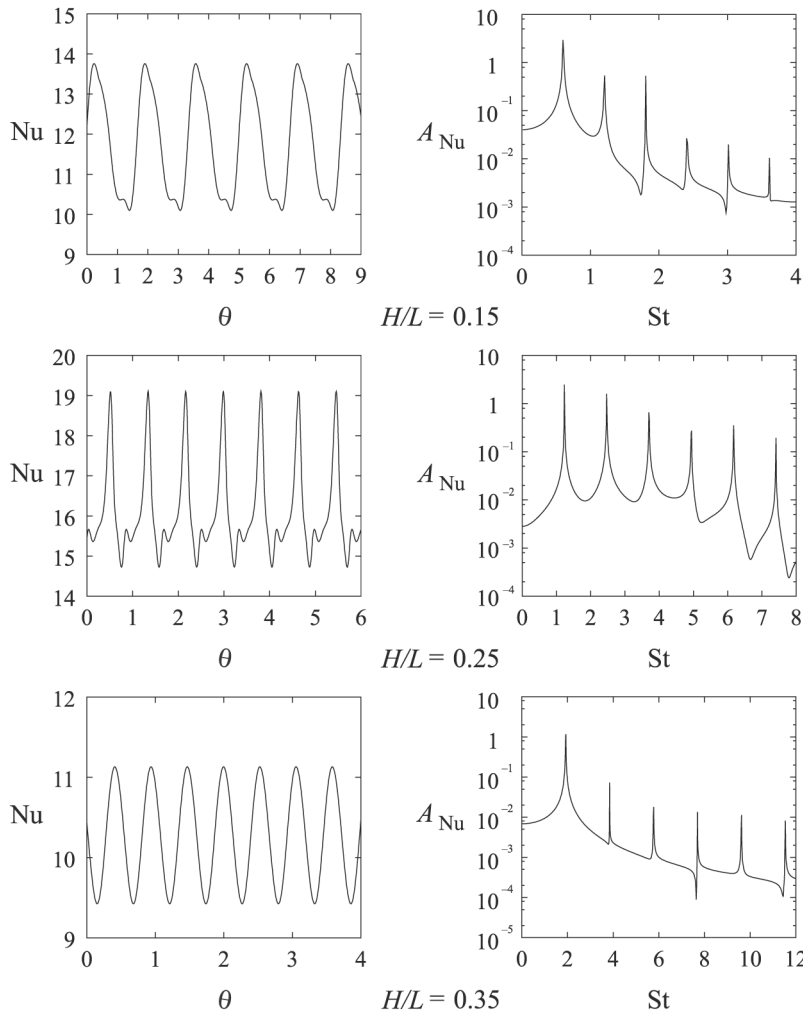 15
14
13
Nu 12
11
10
9
0 1 2 3 4 5 6 7 8 9
θ
10
1
10⁻¹
A Nu
10⁻²
10⁻³
10⁻⁴
0 1 2 3 4
St
H/L = 0.15
20
19
18
Nu 17
16
15
14
0 1 2 3 4 5 6
θ
10
1
10⁻¹
A Nu
10⁻²
10⁻³
10⁻⁴
0 1 2 3 4 5 6 7 8
St
H/L = 0.25
12
11
Nu
10
9
0 1 2 3 4
θ
10
1
10⁻¹
A Nu 10⁻²
10⁻³
10⁻⁴
10⁻⁵
0 2 4 6 8 10 12
St
H/L = 0.35